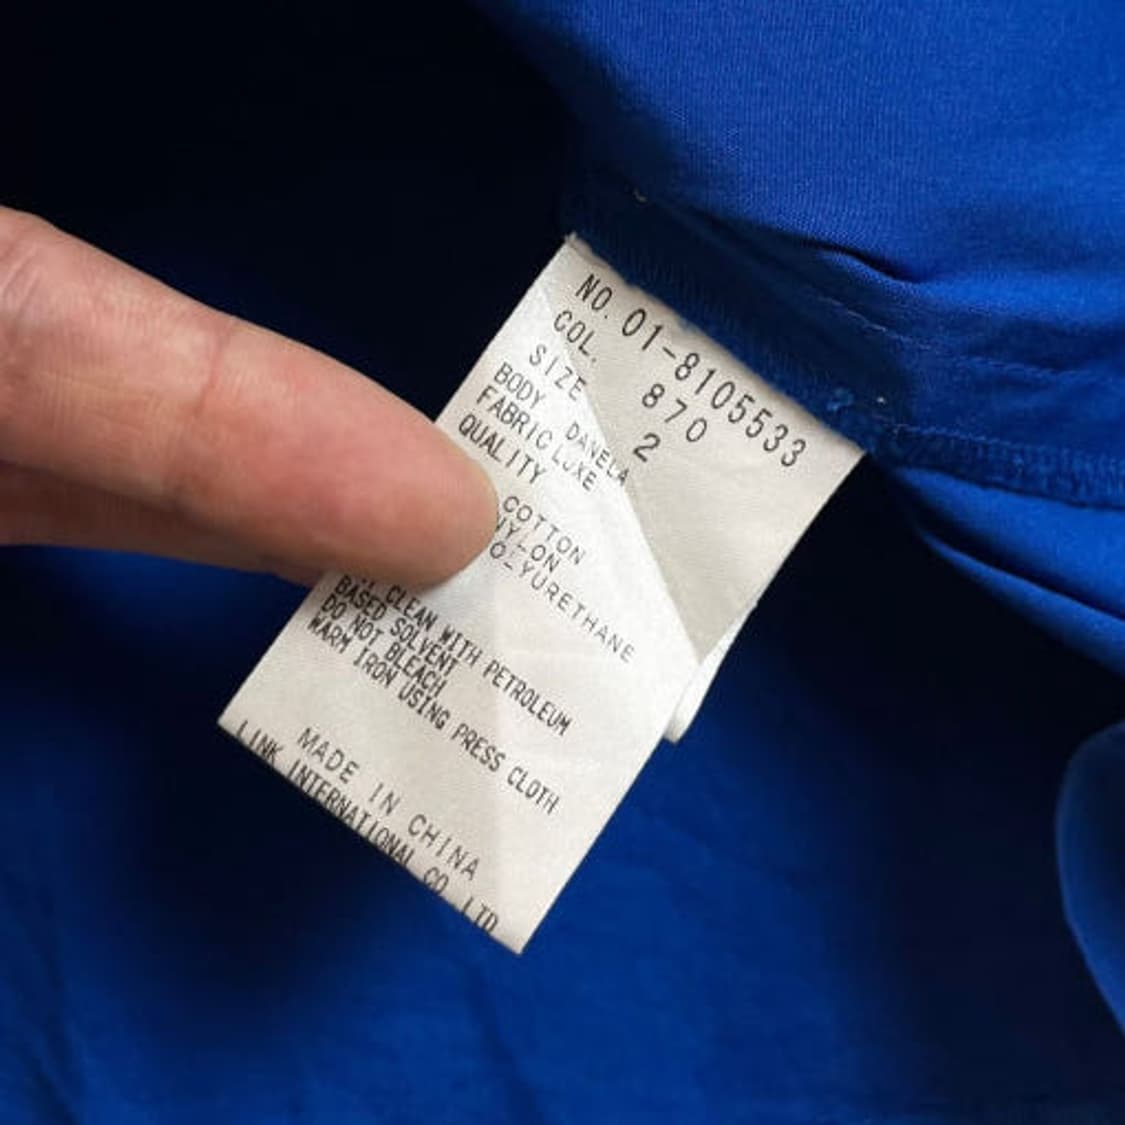 NO. 01-8105533
COL. 870
SIZE 2
BODY DANELA
FABRIC LUXE
QUALITY
COTTON
NYLON
POLYURETHANE
CLEAN WITH PETROLEUM
BASED SOLVENT
DO NOT BLEACH
WARM IRON USING PRESS CLOTH
MADE IN CHINA
LINK INTERNATIONAL CO. LTD